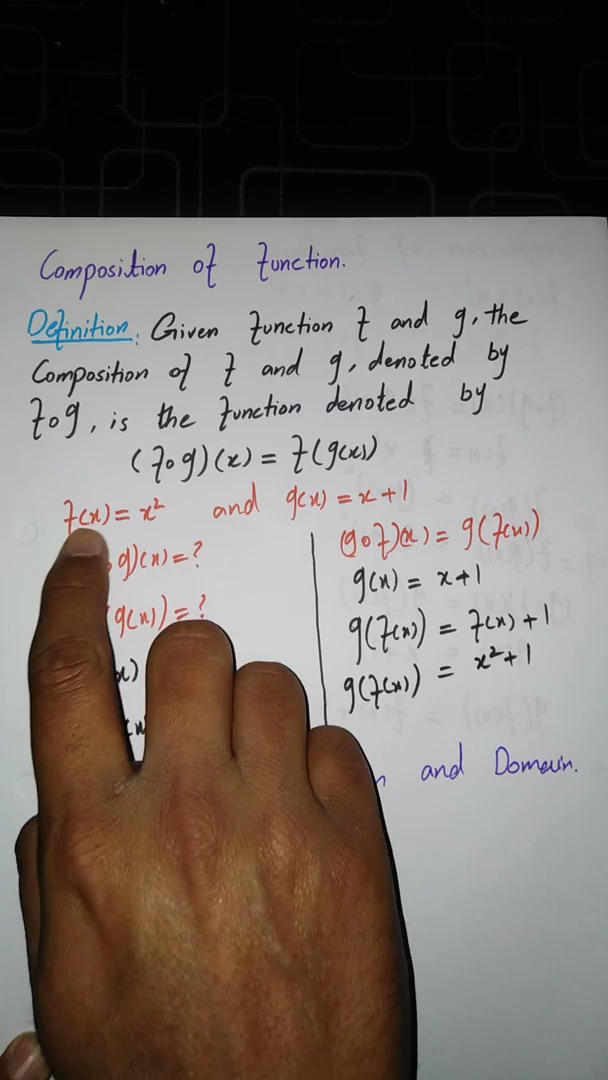 Composition of function.
Definition: Given function f and g, the
Composition of f and g, denoted by
fog, is the function denoted by
(fog)(x) = f(g(x))
f(x) = x² and g(x) = x+1
g)(x) = ?
(g(x)) = ?
x)
(gof)(x) = g(f(x))
g(x) = x+1
g(f(x)) = f(x)+1
g(f(x)) = x²+1
and Domain.